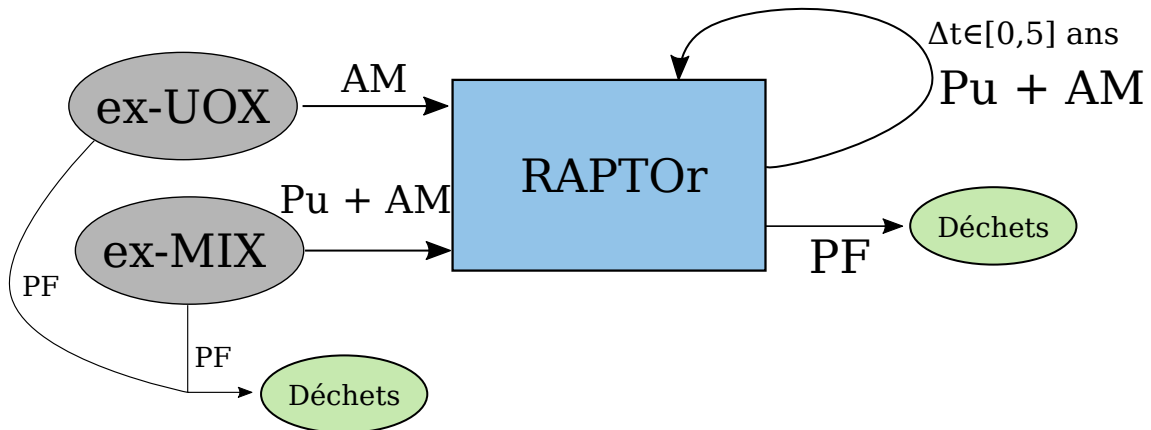 Δt∈[0,5] ans
Pu + AM
AM
ex-UOX
RAPTOr
Pu + AM
ex-MIX
Déchets
PF
PF
PF
Déchets